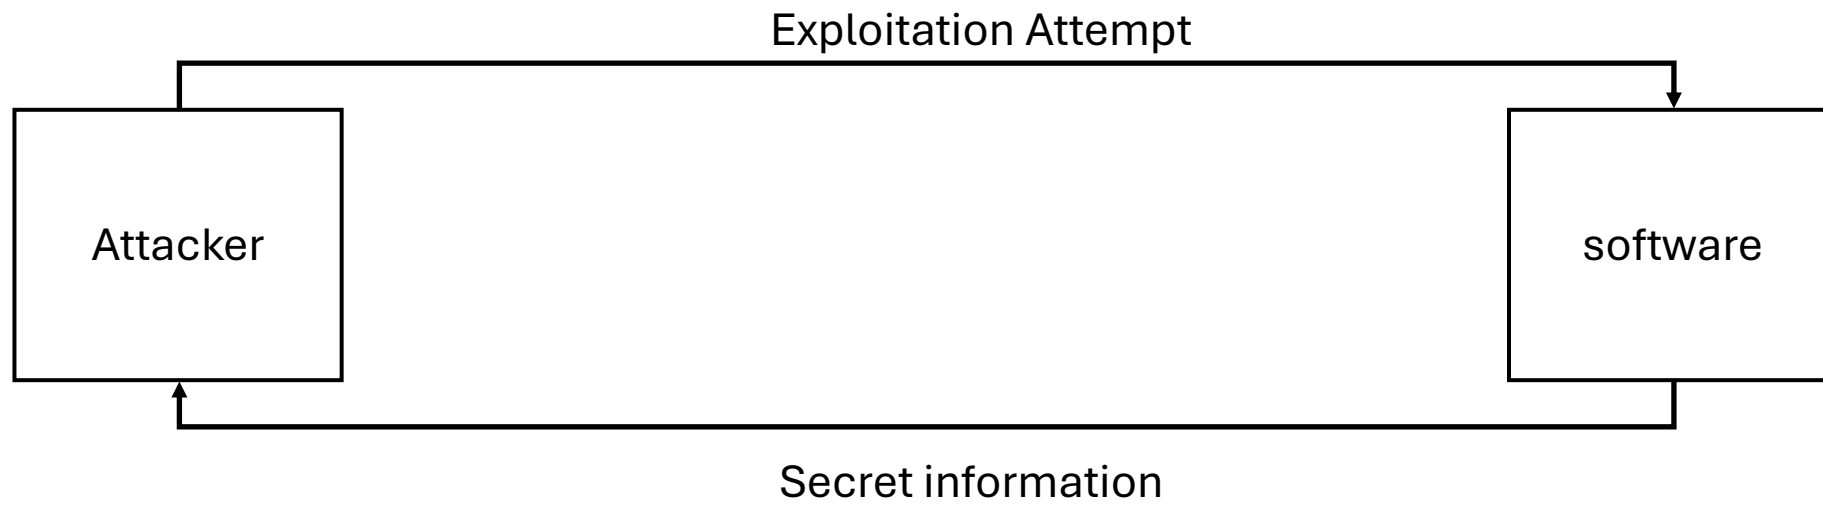 Exploitation Attempt
Attacker
software
Secret information